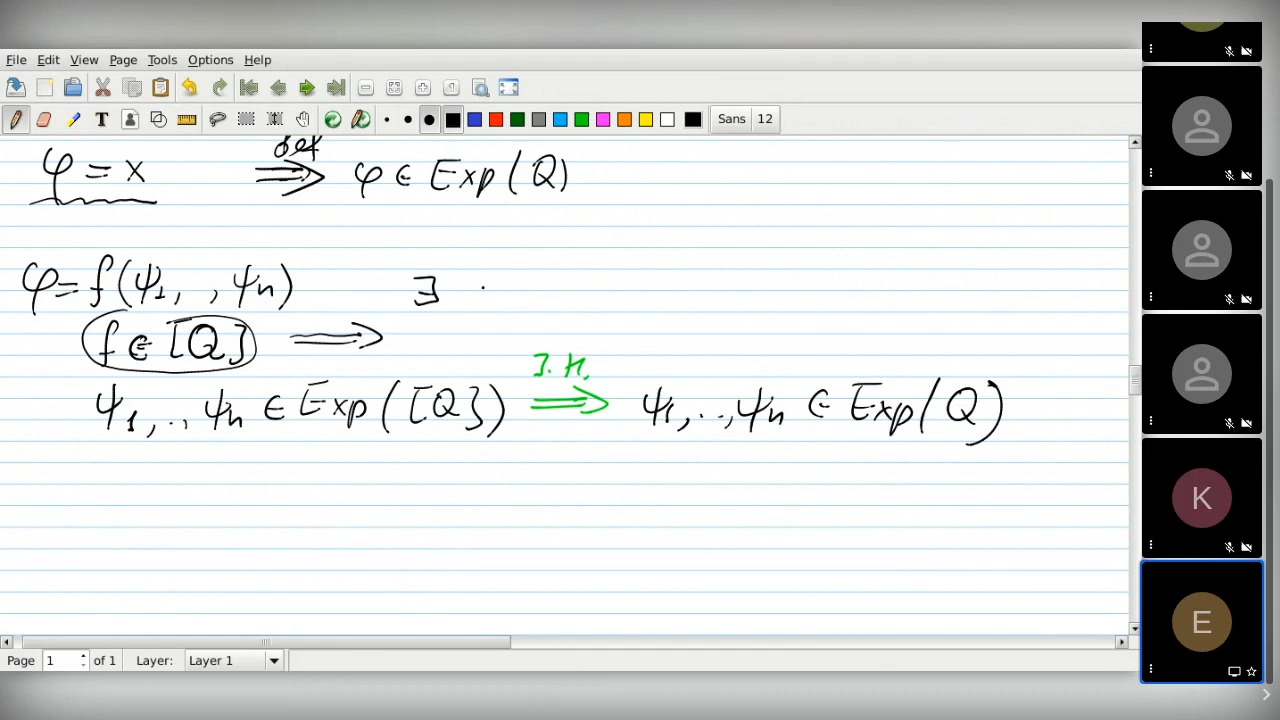 File Edit View Page Tools Options Help
Sans 12
φ = x ⟹ def φ ∈ Exp(Q)
φ = f(ψ1, , ψn) ∃
f ∈ [Q] ⟹
ψ1, .., ψn ∈ Exp([Q]) ⟹ I.H. ψ1, .., ψn ∈ Exp(Q)
K
E
Page 1 of 1 Layer: Layer 1